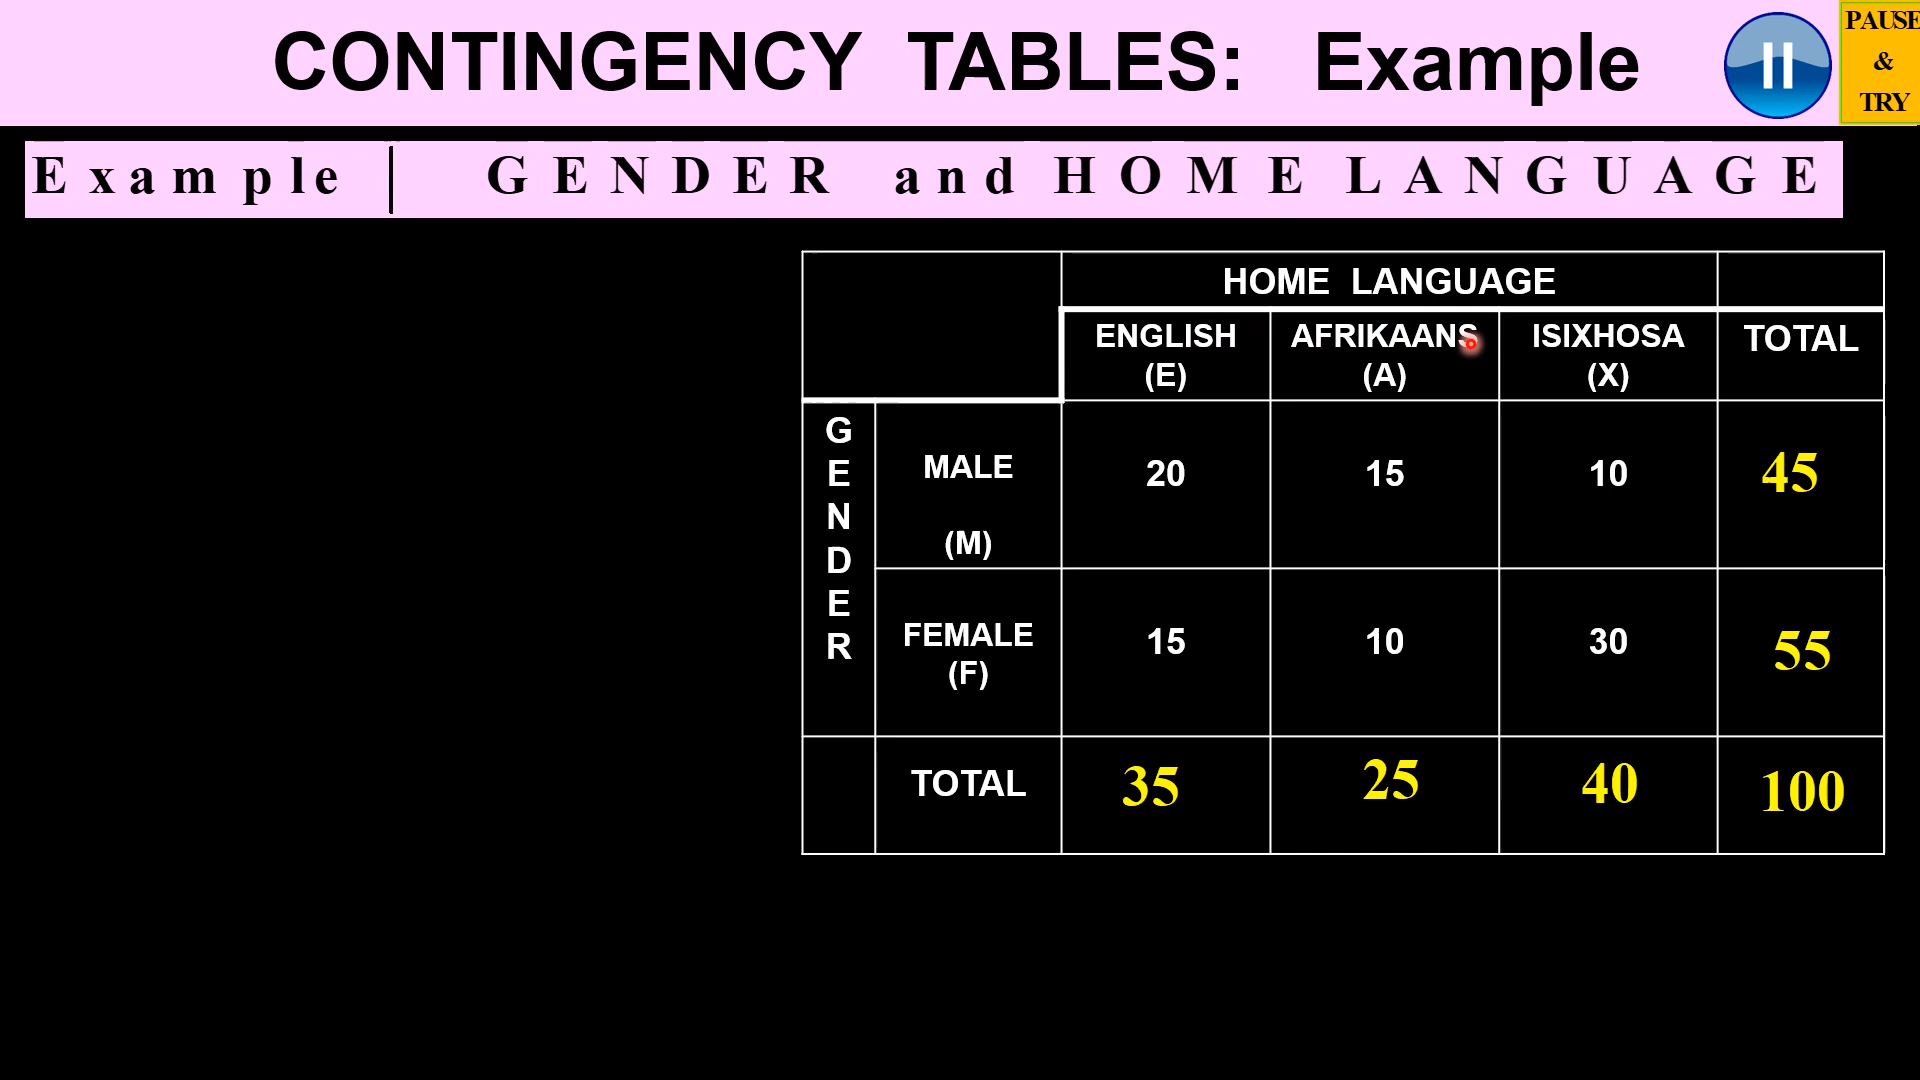 CONTINGENCY TABLES: Example
PAUSE
&
TRY
Example | GENDER and HOME LANGUAGE
HOME LANGUAGE
ENGLISH (E) AFRIKAANS (A) ISIXHOSA (X) TOTAL
GENDER
MALE (M) 20 15 10 45
FEMALE (F) 15 10 30 55
TOTAL 35 25 40 100